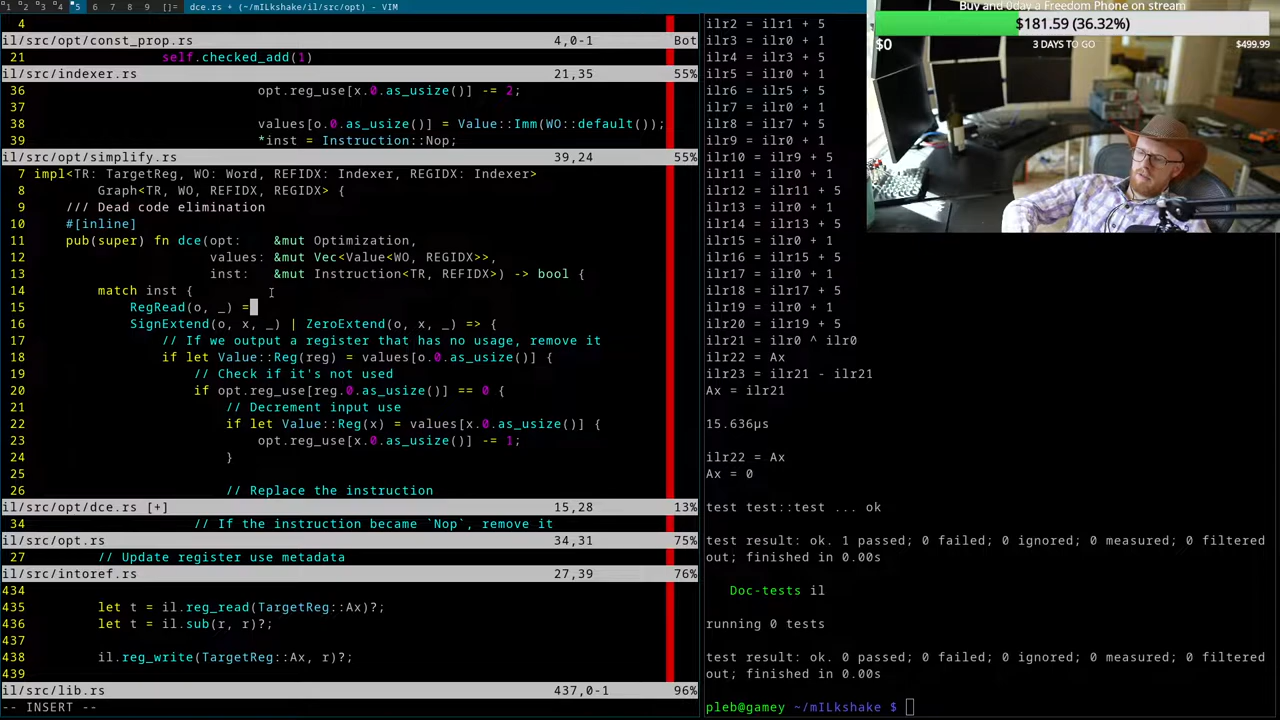 1 2 3 4 5 6 7 8 9 []= dce.rs + (~/mILkshake/il/src/opt) - VIM
4
il/src/opt/const_prop.rs 4,0-1 Bot
21 self.checked_add(1)
il/src/indexer.rs 21,35 55%
36 opt.reg_use[x.0.as_usize()] -= 2;
37
38 values[o.0.as_usize()] = Value::Imm(WO::default());
39 *inst = Instruction::Nop;
il/src/opt/simplify.rs 39,24 55%
7 impl<TR: TargetReg, WO: Word, REFIDX: Indexer, REGIDX: Indexer>
8 Graph<TR, WO, REFIDX, REGIDX> {
9 /// Dead code elimination
10 #[inline]
11 pub(super) fn dce(opt: &mut Optimization,
12 values: &mut Vec<Value<WO, REGIDX>>,
13 inst: &mut Instruction<TR, REFIDX>) -> bool {
14 match inst {
15 RegRead(o, _) =
16 SignExtend(o, x, _) | ZeroExtend(o, x, _) => {
17 // If we output a register that has no usage, remove it
18 if let Value::Reg(reg) = values[o.0.as_usize()] {
19 // Check if it's not used
20 if opt.reg_use[reg.0.as_usize()] == 0 {
21 // Decrement input use
22 if let Value::Reg(x) = values[o.0.as_usize()] {
23 opt.reg_use[x.0.as_usize()] -= 1;
24 }
25
26 // Replace the instruction
il/src/opt/dce.rs [+] 15,28 13%
34 // If the instruction became `Nop`, remove it
il/src/opt.rs 34,31 75%
27 // Update register use metadata
il/src/intoref.rs 27,39 76%
434
435 let t = il.reg_read(TargetReg::Ax)?;
436 let t = il.sub(r, r)?;
437
438 il.reg_write(TargetReg::Ax, r)?;
439
il/src/lib.rs 437,0-1 96%
-- INSERT --
ilr2 = ilr1 + 5
ilr3 = ilr0 + 1
ilr4 = ilr3 + 5
ilr5 = ilr0 + 1
ilr6 = ilr5 + 5
ilr7 = ilr0 + 1
ilr8 = ilr7 + 5
ilr9 = ilr0 + 1
ilr10 = ilr9 + 5
ilr11 = ilr0 + 1
ilr12 = ilr11 + 5
ilr13 = ilr0 + 1
ilr14 = ilr13 + 5
ilr15 = ilr0 + 1
ilr16 = ilr15 + 5
ilr17 = ilr0 + 1
ilr18 = ilr17 + 5
ilr19 = ilr0 + 1
ilr20 = ilr19 + 5
ilr21 = ilr0 ^ ilr0
ilr22 = Ax
ilr23 = ilr21 - ilr21
Ax = ilr21
15.636µs
ilr22 = Ax
Ax = 0
test test::test ... ok
test result: ok. 1 passed; 0 failed; 0 ignored; 0 measured; 0 filtered
out; finished in 0.00s
Doc-tests il
running 0 tests
test result: ok. 0 passed; 0 failed; 0 ignored; 0 measured; 0 filtered
out; finished in 0.00s
pleb@gamey ~/mILkshake $
Buy and 0day a Freedom Phone on stream
$181.59 (36.32%)
$0 3 DAYS TO GO $499.99